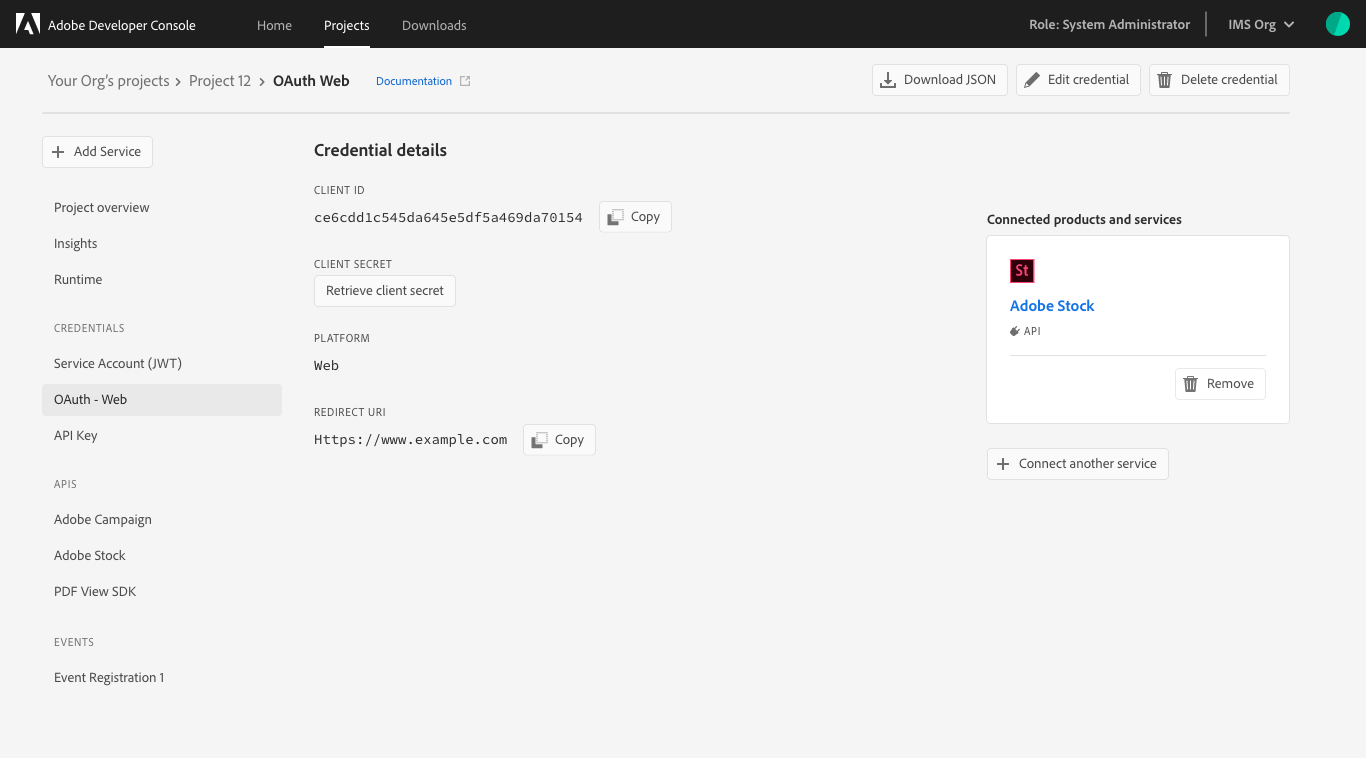 Adobe Developer Console
Home
Projects
Downloads
Role: System Administrator
IMS Org
Your Org's projects > Project 12 > OAuth Web
Documentation
Download JSON
Edit credential
Delete credential
Add Service
Project overview
Insights
Runtime
CREDENTIALS
Service Account (JWT)
OAuth - Web
API Key
APIS
Adobe Campaign
Adobe Stock
PDF View SDK
EVENTS
Event Registration 1
Credential details
CLIENT ID
ce6cdd1c545da645e5df5a469da70154
Copy
CLIENT SECRET
Retrieve client secret
PLATFORM
Web
REDIRECT URI
Https://www.example.com
Copy
Connected products and services
St
Adobe Stock
API
Remove
Connect another service